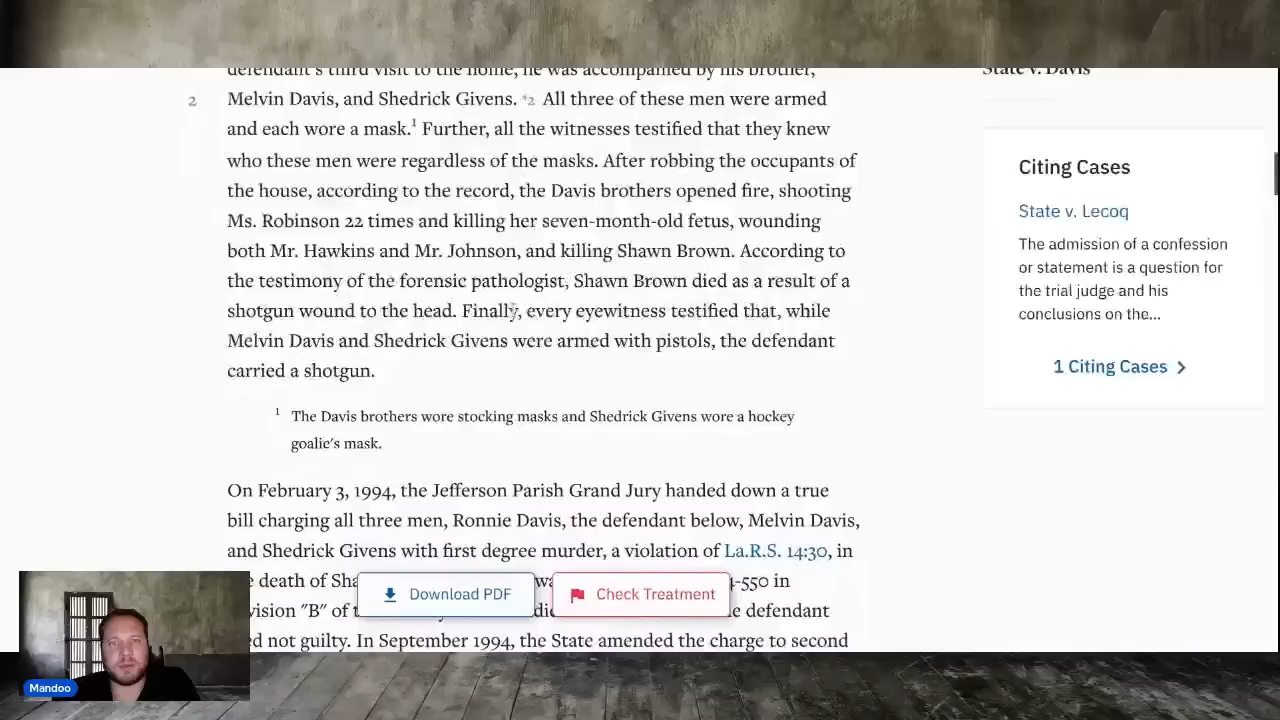 defendant's third visit to the home, he was accompanied by his brother,
2
Melvin Davis, and Shedrick Givens. *2 All three of these men were armed
and each wore a mask.1 Further, all the witnesses testified that they knew
who these men were regardless of the masks. After robbing the occupants of
the house, according to the record, the Davis brothers opened fire, shooting
Ms. Robinson 22 times and killing her seven-month-old fetus, wounding
both Mr. Hawkins and Mr. Johnson, and killing Shawn Brown. According to
the testimony of the forensic pathologist, Shawn Brown died as a result of a
shotgun wound to the head. Finally, every eyewitness testified that, while
Melvin Davis and Shedrick Givens were armed with pistols, the defendant
carried a shotgun.
1 The Davis brothers wore stocking masks and Shedrick Givens wore a hockey
goalie's mask.
On February 3, 1994, the Jefferson Parish Grand Jury handed down a true
bill charging all three men, Ronnie Davis, the defendant below, Melvin Davis,
and Shedrick Givens with first degree murder, a violation of La.R.S. 14:30, in
death of Sha
4-550 in
vision "B" of t
defendant
ed not guilty. In September 1994, the State amended the charge to second
Download PDF
Check Treatment
State v. Davis
Citing Cases
State v. Lecoq
The admission of a confession
or statement is a question for
the trial judge and his
conclusions on the...
1 Citing Cases
Mandoo